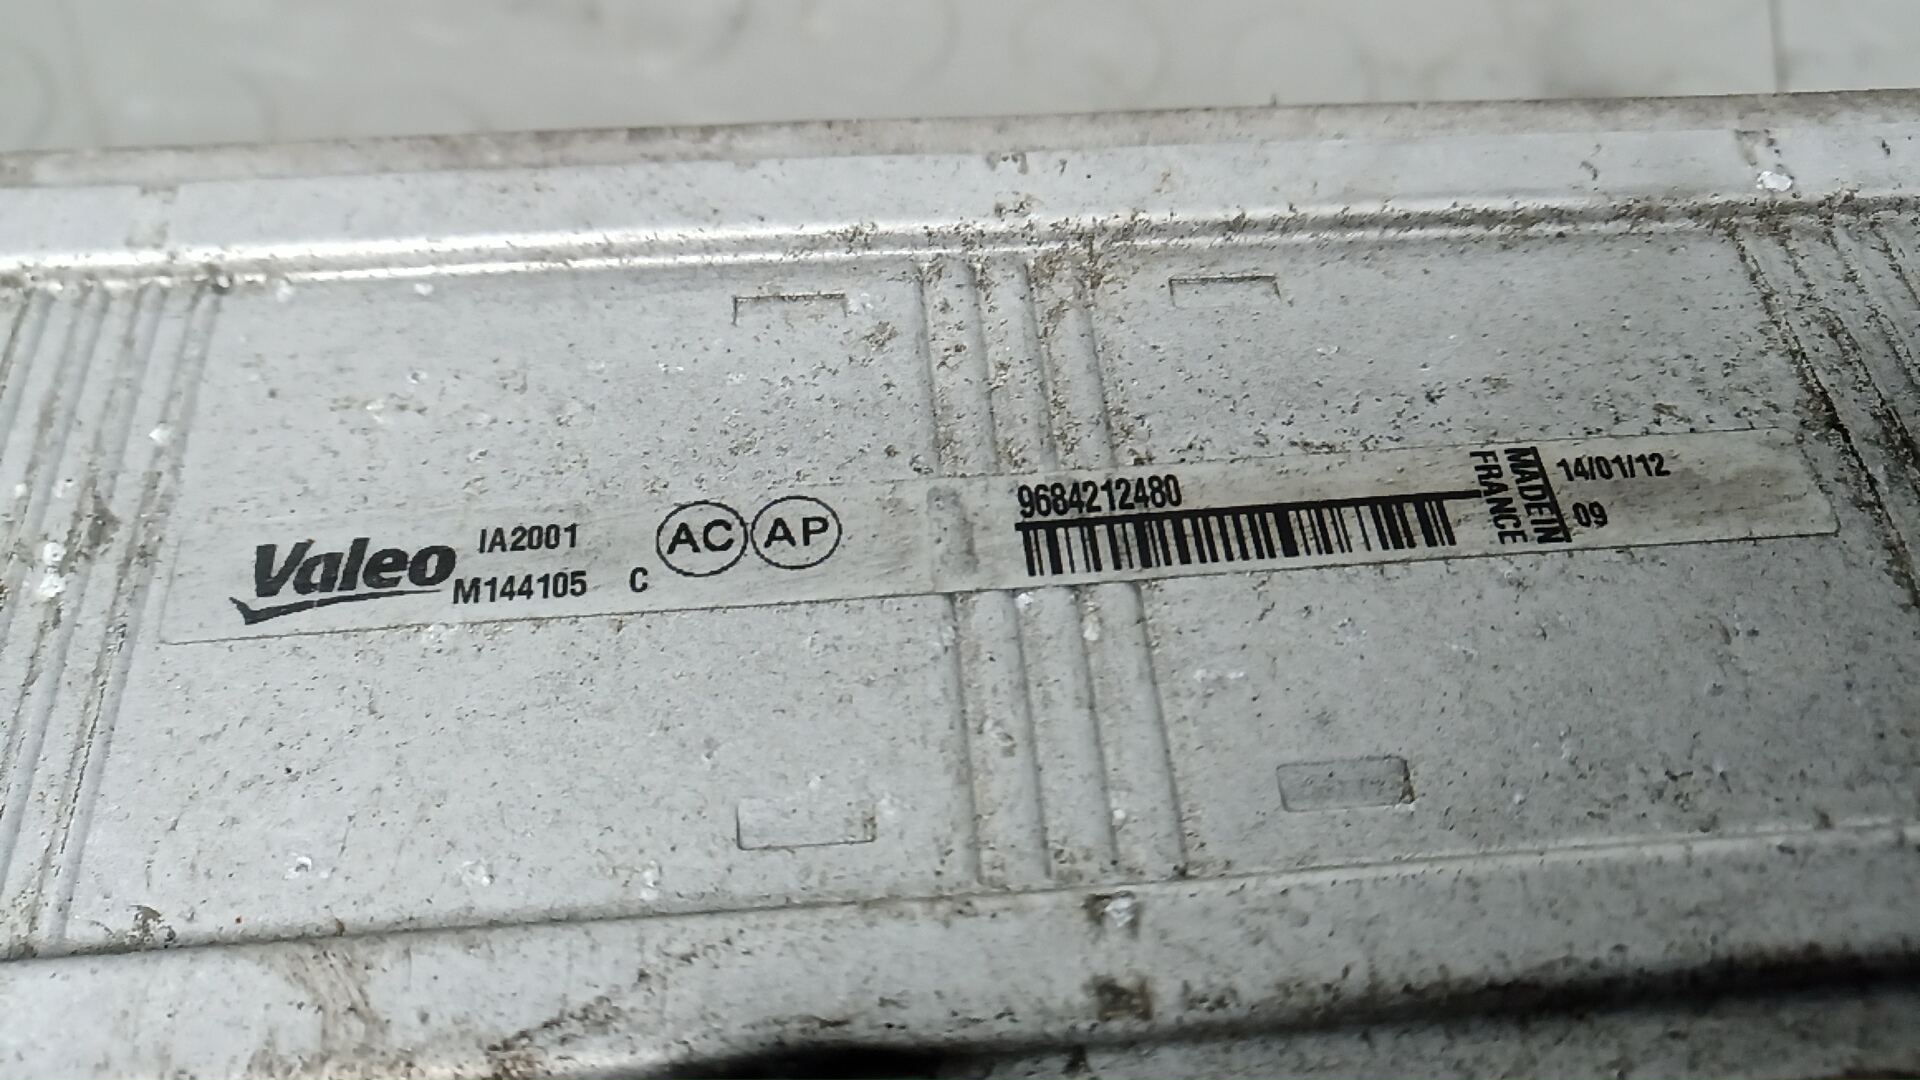 Valeo
IA2001
M144105 C
AC AP
9684212480
MADE IN
FRANCE
14/01/12
09